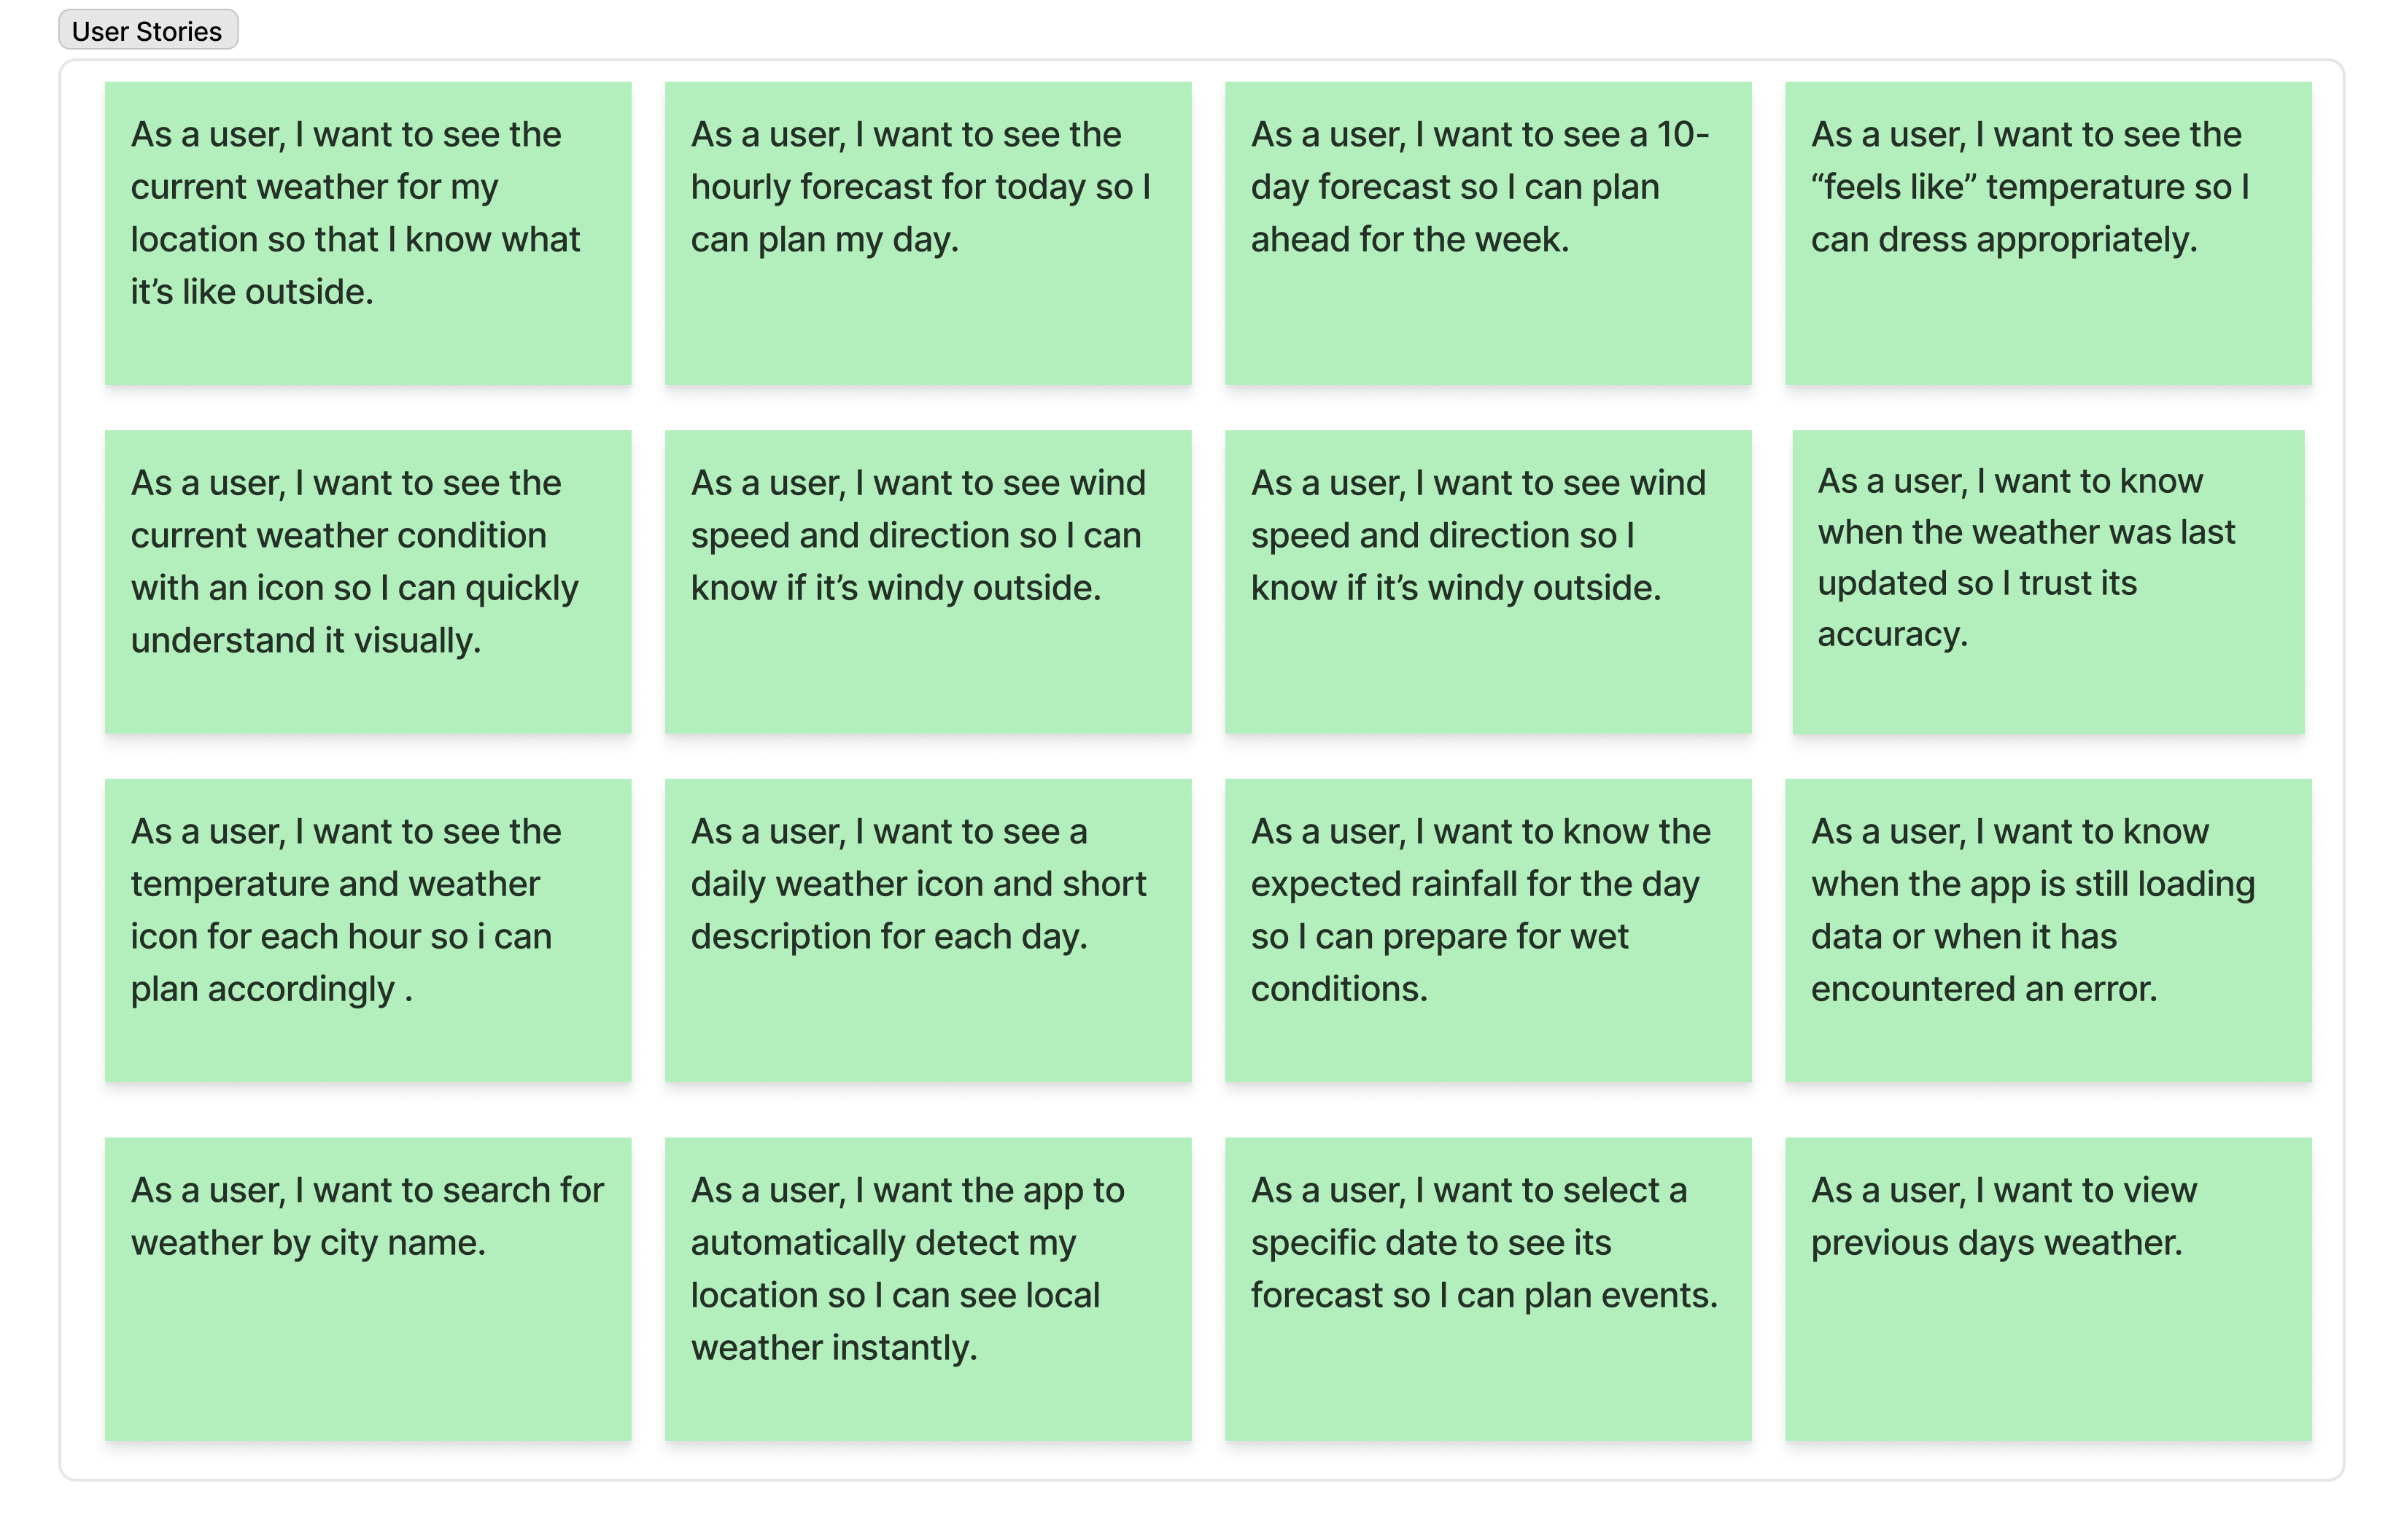 User Stories
As a user, I want to see the
current weather for my
location so that I know what
it’s like outside.
As a user, I want to see the
hourly forecast for today so I
can plan my day.
As a user, I want to see a 10-
day forecast so I can plan
ahead for the week.
As a user, I want to see the
“feels like” temperature so I
can dress appropriately.
As a user, I want to see the
current weather condition
with an icon so I can quickly
understand it visually.
As a user, I want to see wind
speed and direction so I can
know if it’s windy outside.
As a user, I want to see wind
speed and direction so I
know if it’s windy outside.
As a user, I want to know
when the weather was last
updated so I trust its
accuracy.
As a user, I want to see the
temperature and weather
icon for each hour so i can
plan accordingly .
As a user, I want to see a
daily weather icon and short
description for each day.
As a user, I want to know the
expected rainfall for the day
so I can prepare for wet
conditions.
As a user, I want to know
when the app is still loading
data or when it has
encountered an error.
As a user, I want to search for
weather by city name.
As a user, I want the app to
automatically detect my
location so I can see local
weather instantly.
As a user, I want to select a
specific date to see its
forecast so I can plan events.
As a user, I want to view
previous days weather.